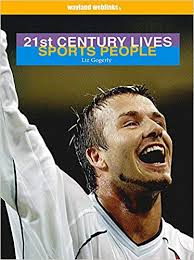 wayland weblinks
21st CENTURY LIVES
SPORTS PEOPLE
Liz Gogerly